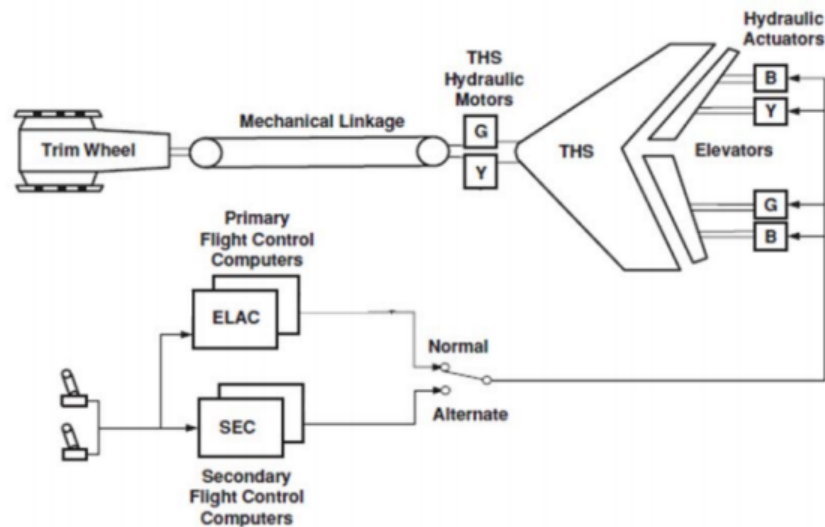 Hydraulic
Actuators
THS
Hydraulic
Motors
B
Y
Mechanical Linkage
G
Trim Wheel
THS
Elevators
Y
G
B
Primary
Flight Control
Computers
ELAC
Normal
SEC
Alternate
Secondary
Flight Control
Computers